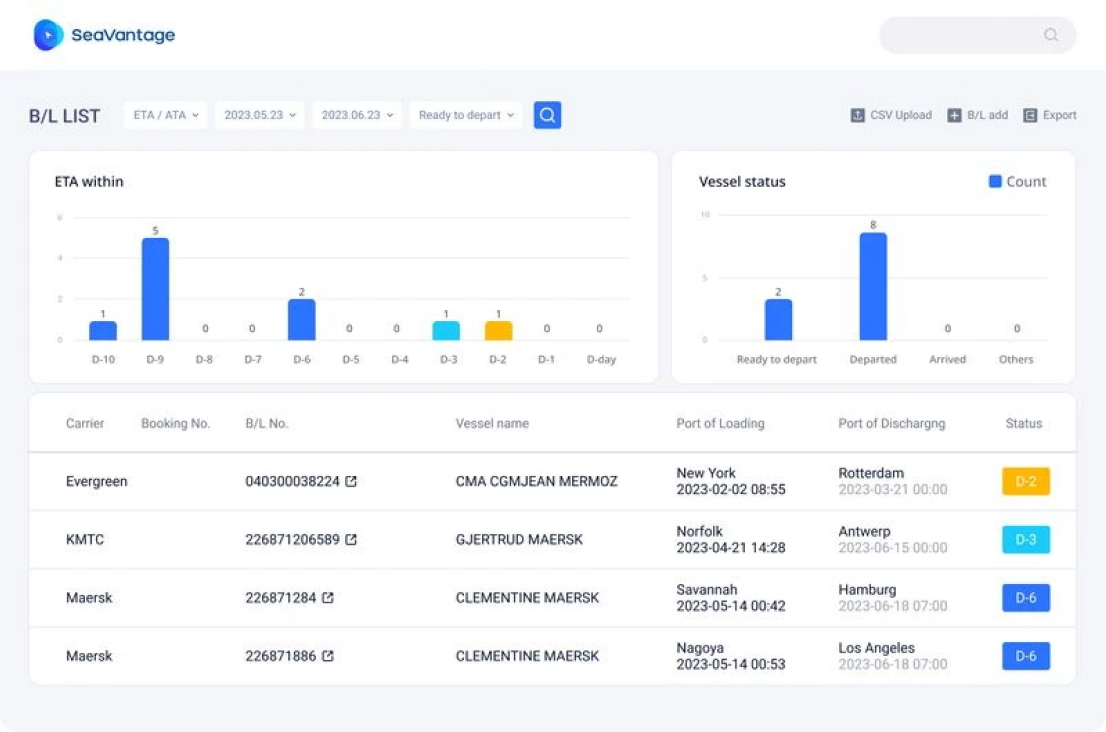 SeaVantage
B/L LIST ETA / ATA 2023.05.23 2023.06.23 Ready to depart CSV Upload B/L add Export
ETA within
6
4
2
0
1 5 0 0 2 0 0 1 1 0 0
D-10 D-9 D-8 D-7 D-6 D-5 D-4 D-3 D-2 D-1 D-day
Vessel status Count
10
5
0
2 8 0 0
Ready to depart Departed Arrived Others
Carrier Booking No. B/L No. Vessel name Port of Loading Port of Dischargng Status
Evergreen 040300038224 CMA CGMJEAN MERMOZ New York Rotterdam D-2
2023-02-02 08:55 2023-03-21 00:00
KMTC 226871206589 GJERTRUD MAERSK Norfolk Antwerp D-3
2023-04-21 14:28 2023-06-15 00:00
Maersk 226871284 CLEMENTINE MAERSK Savannah Hamburg D-6
2023-05-14 00:42 2023-06-18 07:00
Maersk 226871886 CLEMENTINE MAERSK Nagoya Los Angeles D-6
2023-05-14 00:53 2023-06-18 07:00